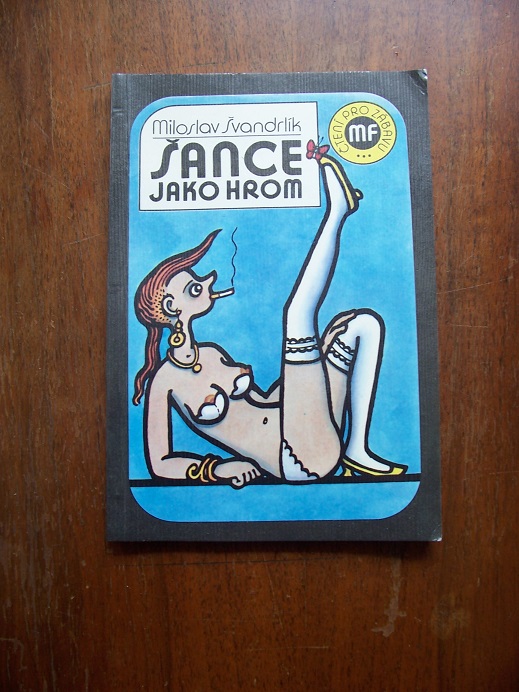 Miloslav Švandrlík
ŠANCE
JAKO HROM
ČTENÍ PRO ZÁBAVU
MF